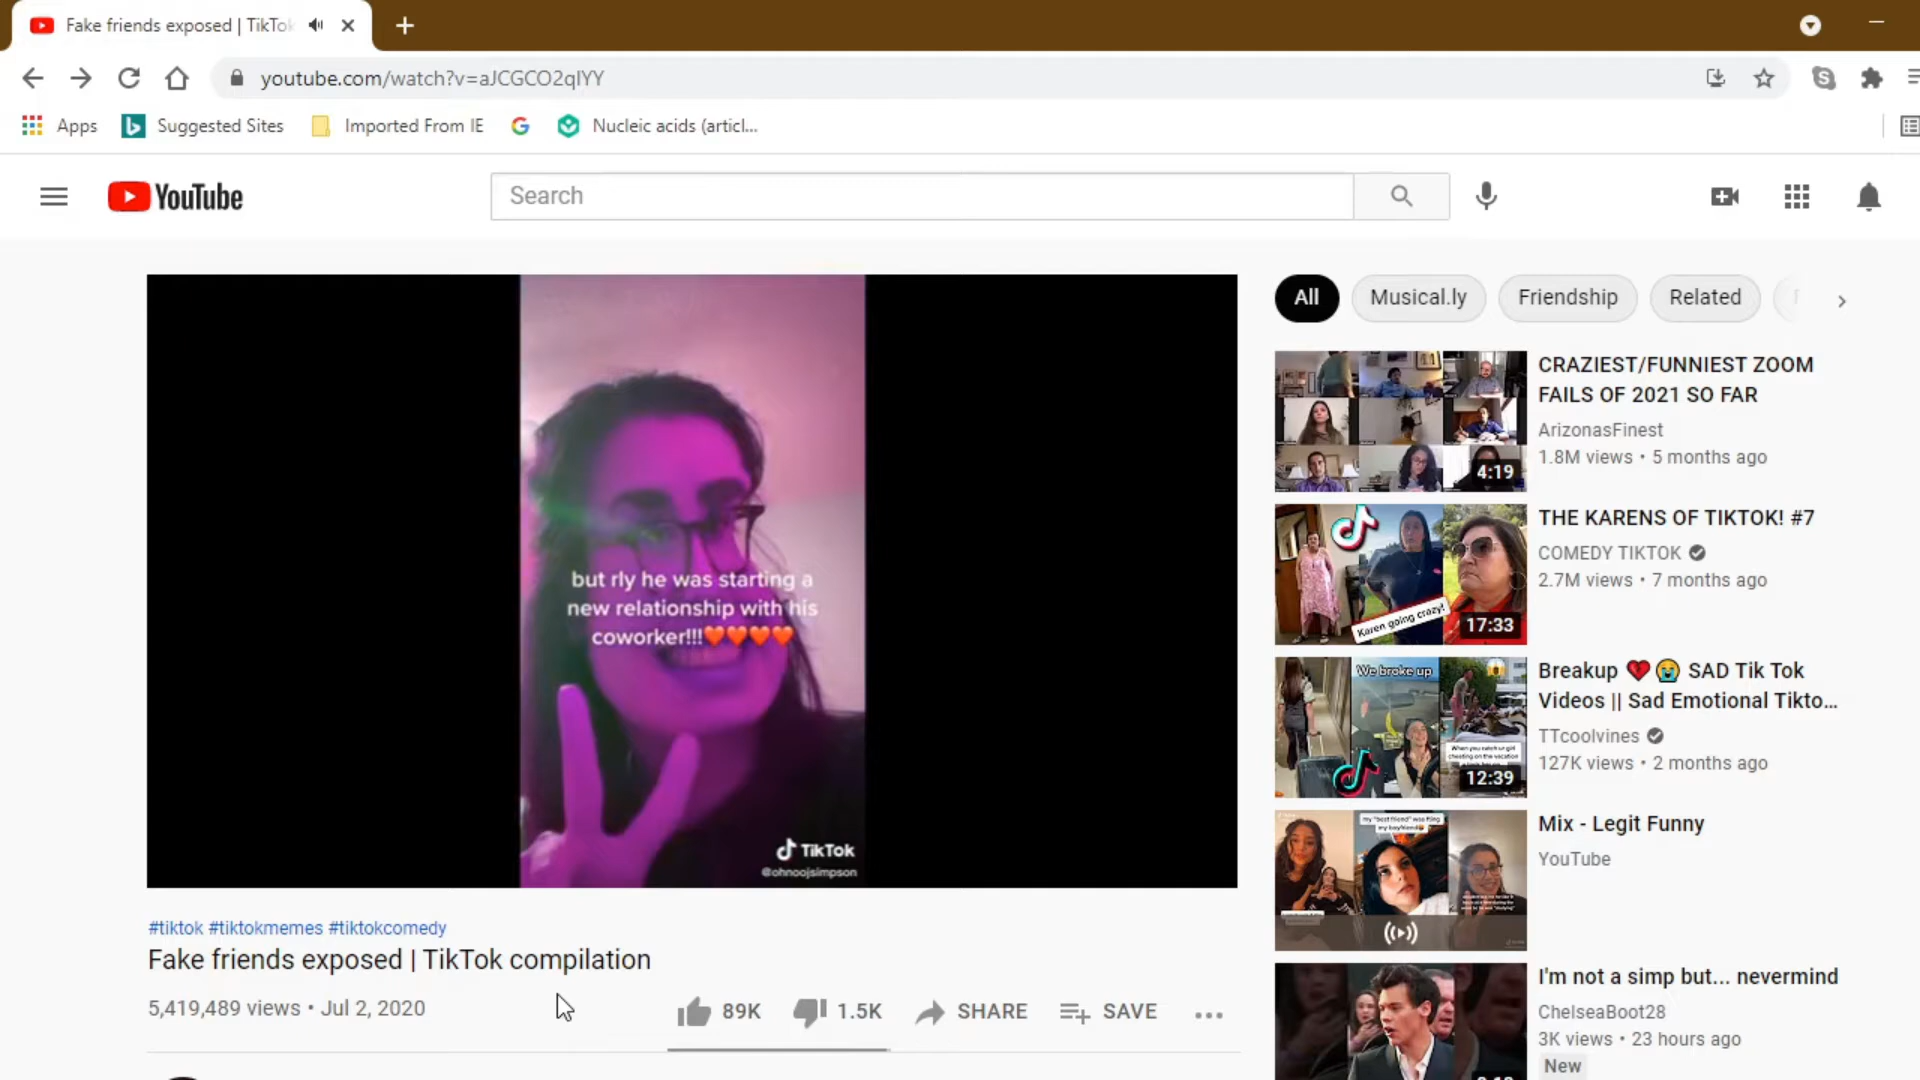 Fake friends exposed | TikTok
youtube.com/watch?v=aJCGCO2qlYY
Apps
Suggested Sites
Imported From IE
Nucleic acids (articl...
YouTube
Search
but rly he was starting a
new relationship with his
coworker!!!🧡🧡🧡🧡
TikTok
@ohnoojsimpson
#tiktok #tiktokmemes #tiktokcomedy
Fake friends exposed | TikTok compilation
5,419,489 views • Jul 2, 2020
89K
1.5K
SHARE
SAVE
All
Musical.ly
Friendship
Related
4:19
CRAZIEST/FUNNIEST ZOOM
FAILS OF 2021 SO FAR
ArizonasFinest
1.8M views • 5 months ago
Karen going crazy!
17:33
THE KARENS OF TIKTOK! #7
COMEDY TIKTOK
2.7M views • 7 months ago
We broke up
12:39
Breakup 💔😭 SAD Tik Tok
Videos || Sad Emotional Tikto...
TTcoolvines
127K views • 2 months ago
Mix - Legit Funny
YouTube
I'm not a simp but... nevermind
ChelseaBoot28
3K views • 23 hours ago
New